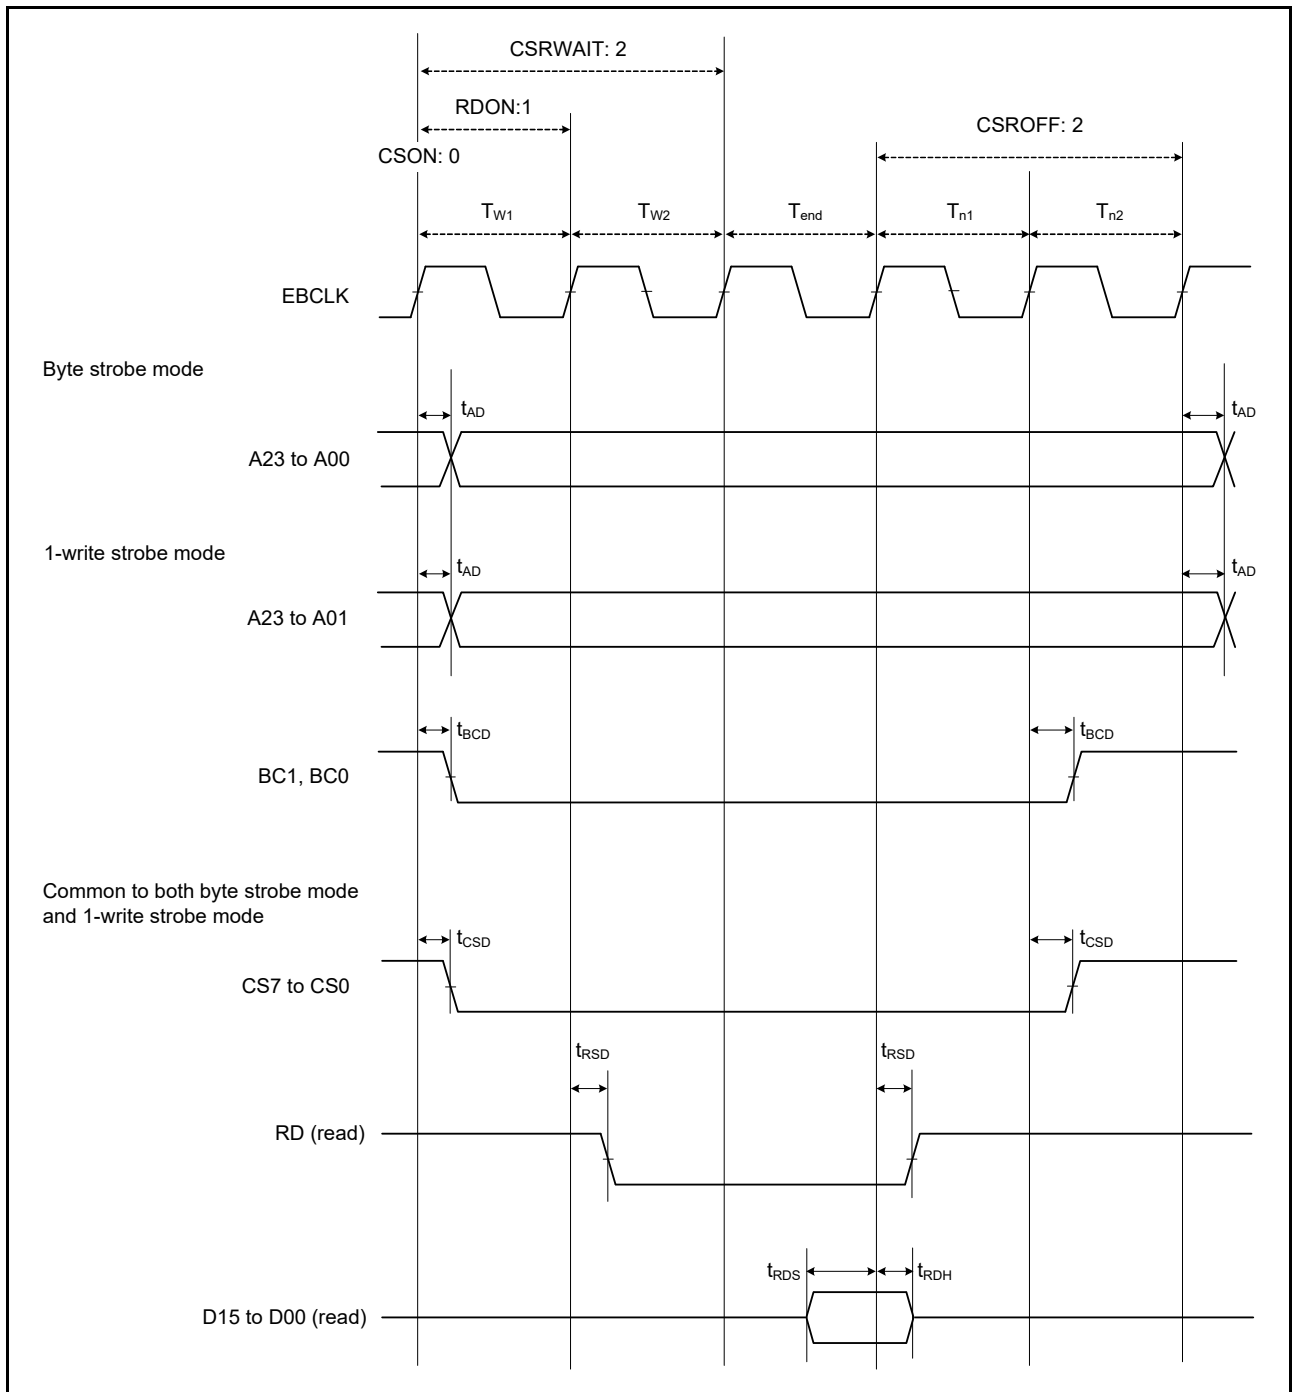 CSRWAIT: 2
RDON:1
CSROFF: 2
CSON: 0
TW1
TW2
Tend
Tn1
Tn2
EBCLK
Byte strobe mode
tAD
tAD
A23 to A00
1-write strobe mode
tAD
tAD
A23 to A01
tBCD
tBCD
BC1, BC0
Common to both byte strobe mode
and 1-write strobe mode
tCSD
tCSD
CS7 to CS0
tRSD
tRSD
RD (read)
tRDS
tRDH
D15 to D00 (read)